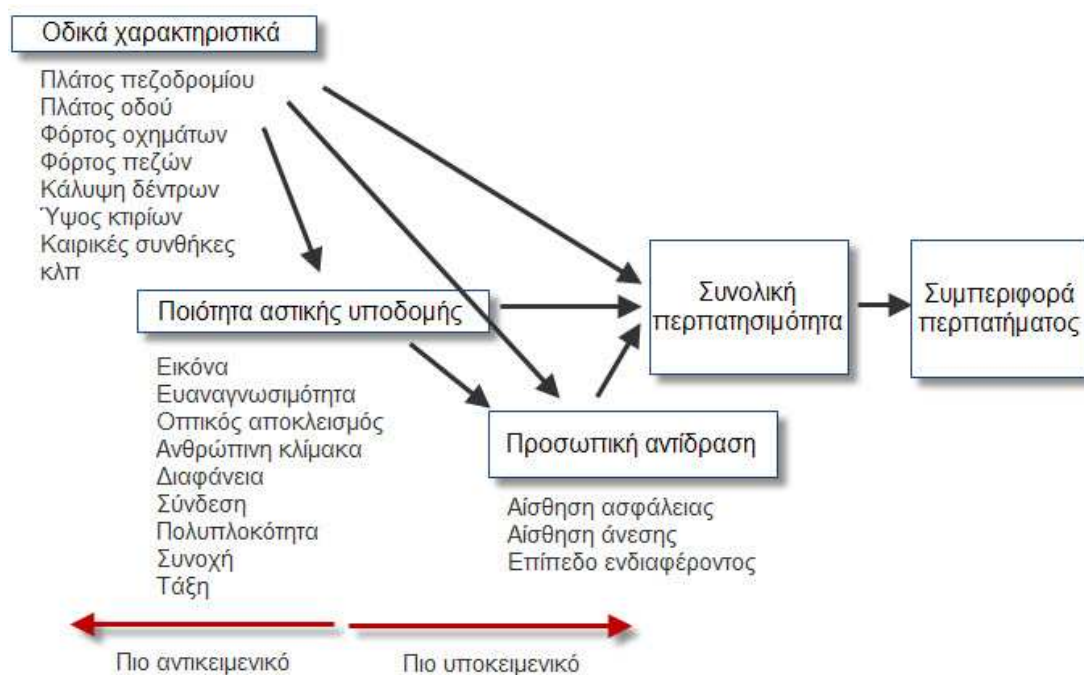 Οδικά χαρακτηριστικά
Πλάτος πεζοδρομίου
Πλάτος οδού
Φόρτος οχημάτων
Φόρτος πεζών
Κάλυψη δέντρων
Ύψος κτιρίων
Καιρικές συνθήκες
κλπ
Ποιότητα αστικής υποδομής
Εικόνα
Ευαναγνωσιμότητα
Οπτικός αποκλεισμός
Ανθρώπινη κλίμακα
Διαφάνεια
Σύνδεση
Πολυπλοκότητα
Συνοχή
Τάξη
Προσωπική αντίδραση
Αίσθηση ασφάλειας
Αίσθηση άνεσης
Επίπεδο ενδιαφέροντος
Συνολική
περπατησιμότητα
Συμπεριφορά
περπατήματος
Πιο αντικειμενικό
Πιο υποκειμενικό